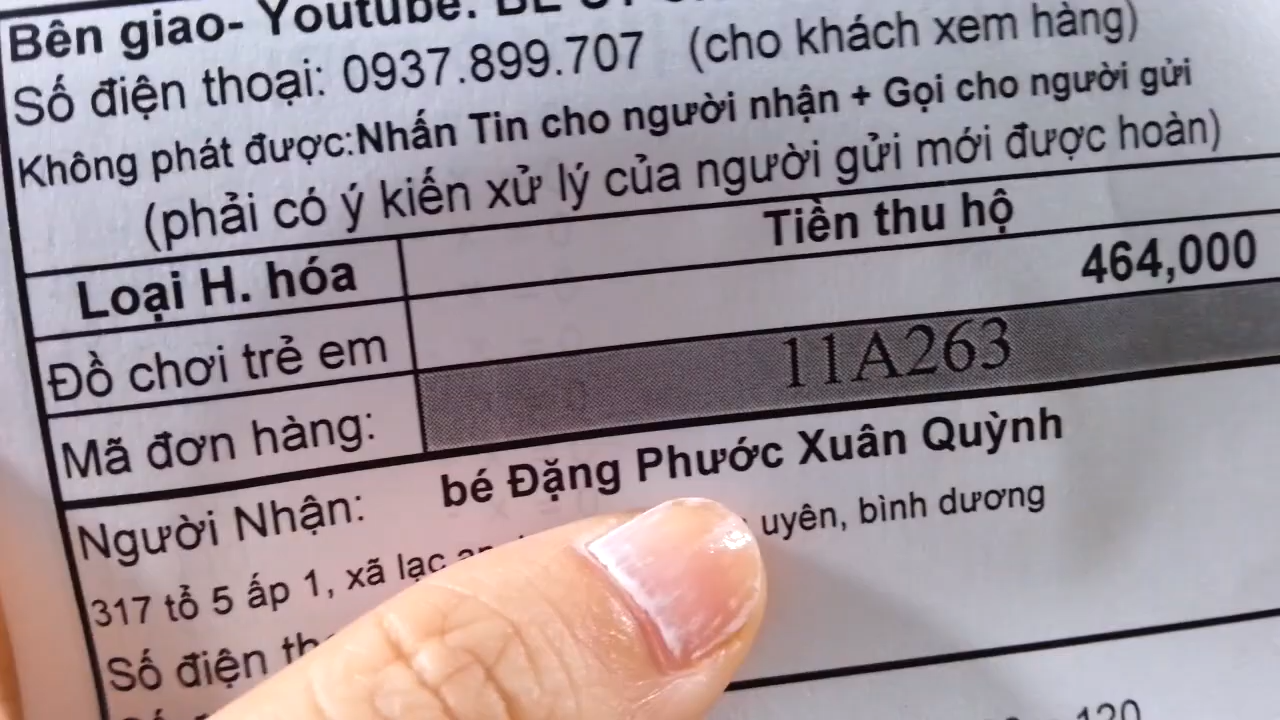 Bên giao- Youtube:
Số điện thoại: 0937.899.707 (cho khách xem hàng)
Không phát được:Nhấn Tin cho người nhận + Gọi cho người gửi
(phải có ý kiến xử lý của người gửi mới được hoàn)
Loại H. hóa Tiền thu hộ
Đồ chơi trẻ em 464,000
Mã đơn hàng: 11A263
Người Nhận: bé Đặng Phước Xuân Quỳnh
317 tổ 5 ấp 1, xã lạc uyên, bình dương
Số điện
120